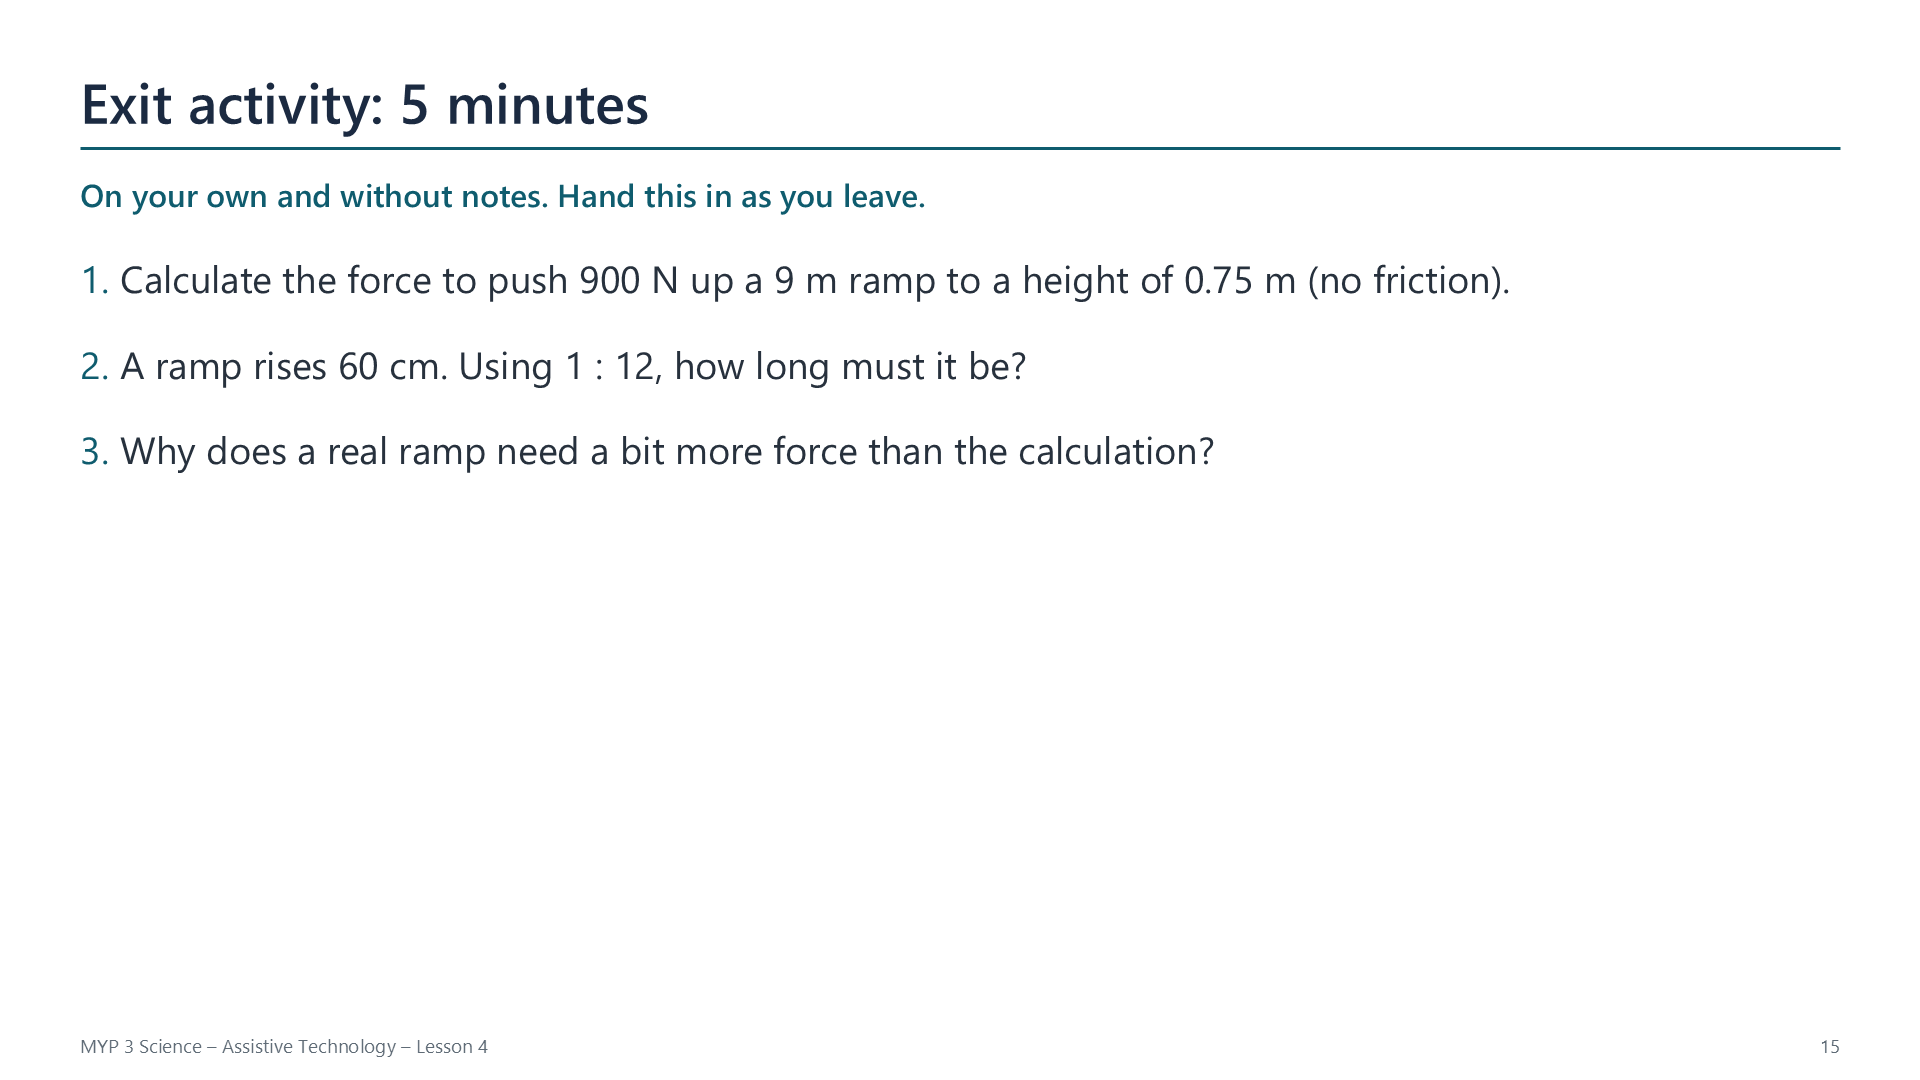 Exit activity: 5 minutes
On your own and without notes. Hand this in as you leave.
1. Calculate the force to push 900 N up a 9 m ramp to a height of 0.75 m (no friction).
2. A ramp rises 60 cm. Using 1 : 12, how long must it be?
3. Why does a real ramp need a bit more force than the calculation?
MYP 3 Science – Assistive Technology – Lesson 4
15